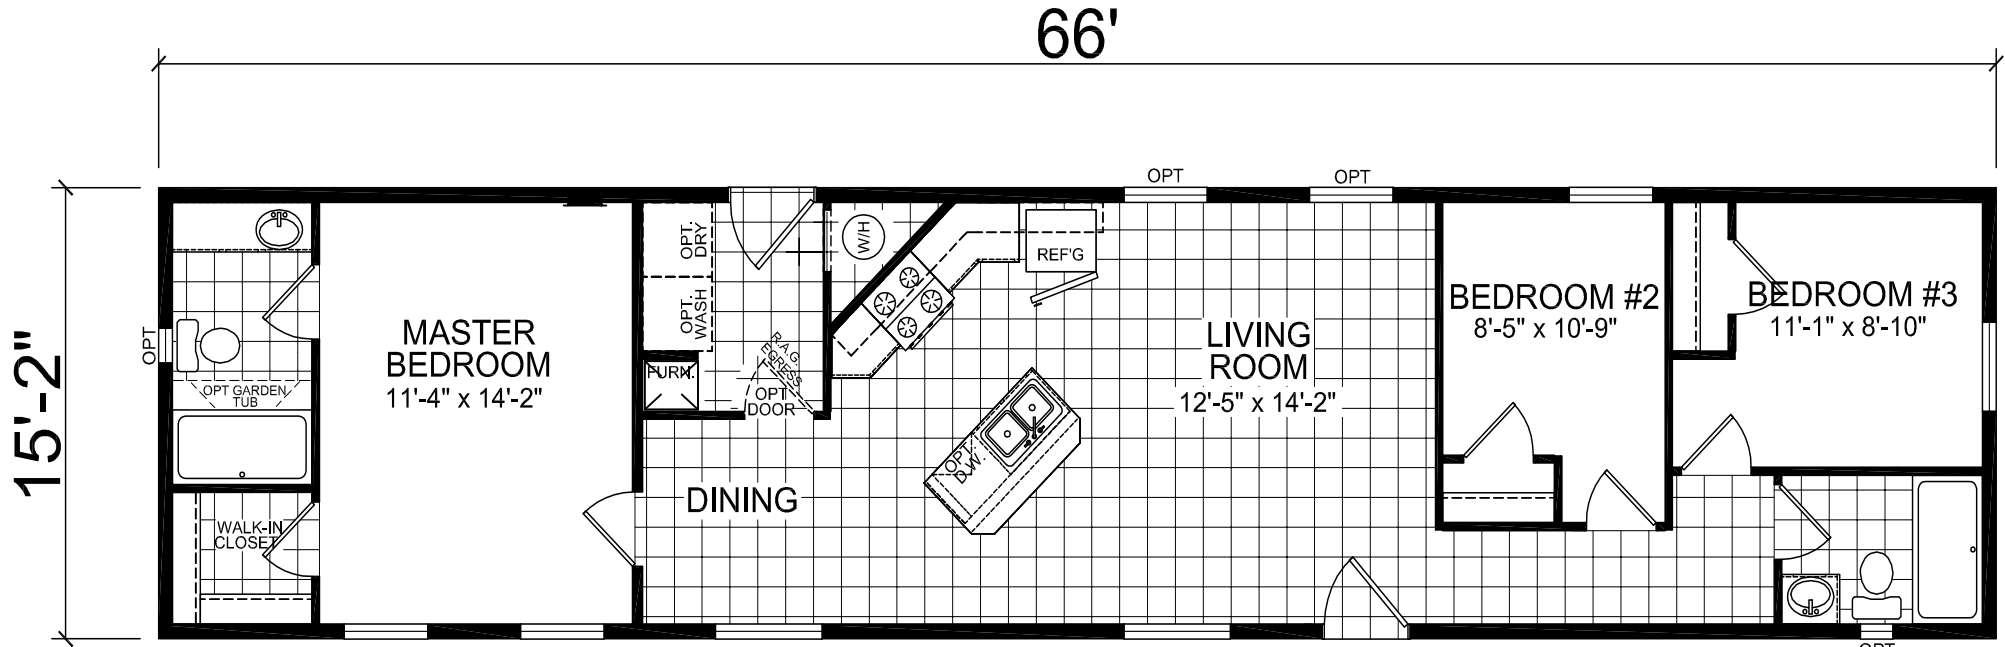 66'
15'-2"
OPT
OPT
OPT
OPT GARDEN
TUB
WALK-IN
CLOSET
MASTER
BEDROOM
11'-4" x 14'-2"
OPT.
DRY
OPT.
WASH
FURN.
R.A.G.
EGRESS
OPT
DOOR
W/H
REF'G
OPT
D.W.
DINING
LIVING
ROOM
12'-5" x 14'-2"
BEDROOM #2
8'-5" x 10'-9"
BEDROOM #3
11'-1" x 8'-10"
OPT